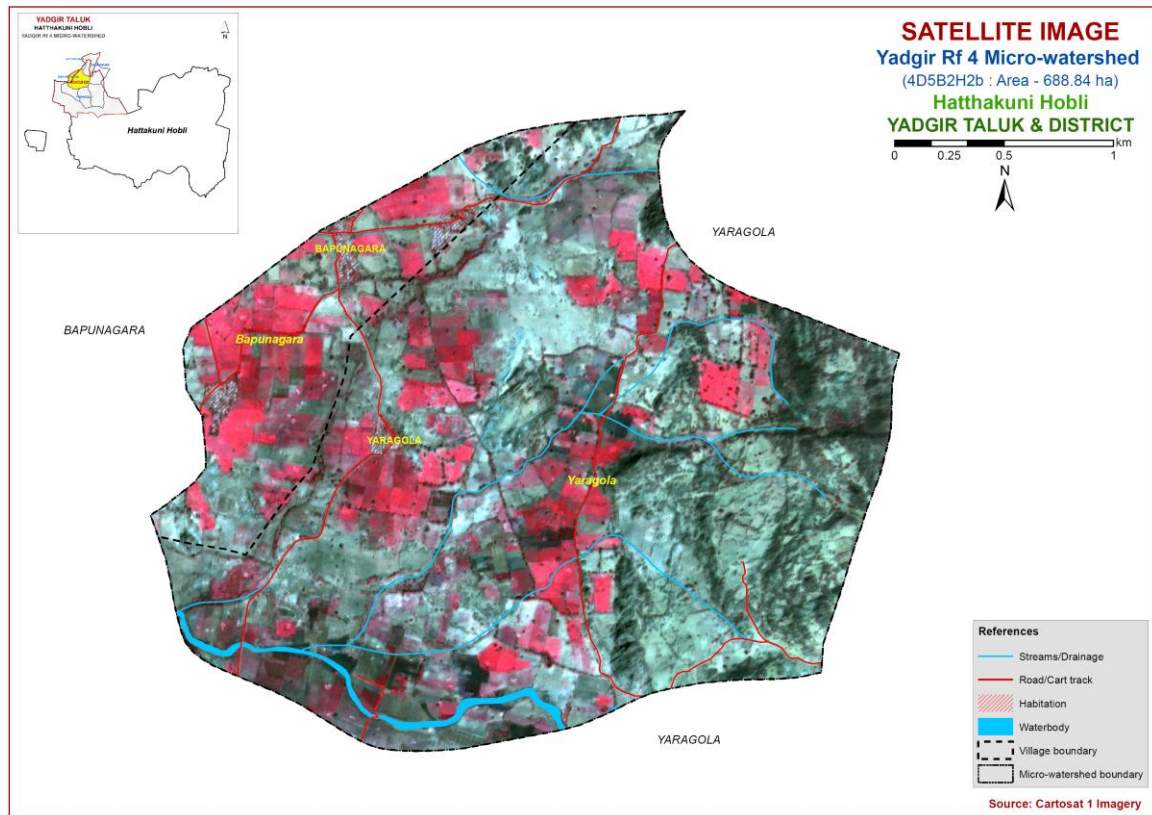 YADGIR TALUK
HATTHAKUNI HOBLI
YADGIR RF 4 MICRO-WATERSHED
N
Hattakuni Hobli
SATELLITE IMAGE
Yadgir Rf 4 Micro-watershed
(4D5B2H2b : Area - 688.84 ha)
Hatthakuni Hobli
YADGIR TALUK & DISTRICT
km
0 0.25 0.5 1
N
YARAGOLA
BAPUNAGARA
BAPUNAGARA
Bapunagara
YARAGOLA
Yaragola
YARAGOLA
References
Streams/Drainage
Road/Cart track
Habitation
Waterbody
Village boundary
Micro-watershed boundary
Source: Cartosat 1 Imagery